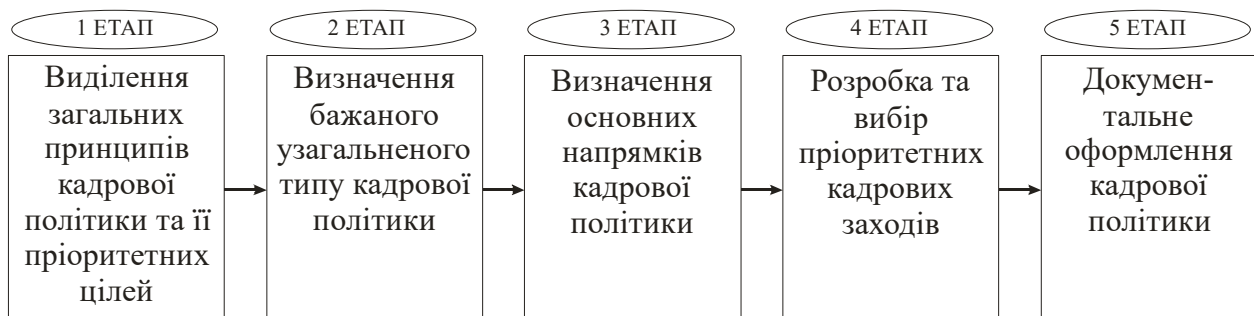 1 ЕТАП
Виділення
загальних
принципів
кадрової
політики та її
пріоритетних
цілей
2 ЕТАП
Визначення
бажаного
узагальненого
типу кадрової
політики
3 ЕТАП
Визначення
основних
напрямків
кадрової
політики
4 ЕТАП
Розробка та
вибір
пріоритетних
кадрових
заходів
5 ЕТАП
Докумен-
тальне
оформлення
кадрової
політики